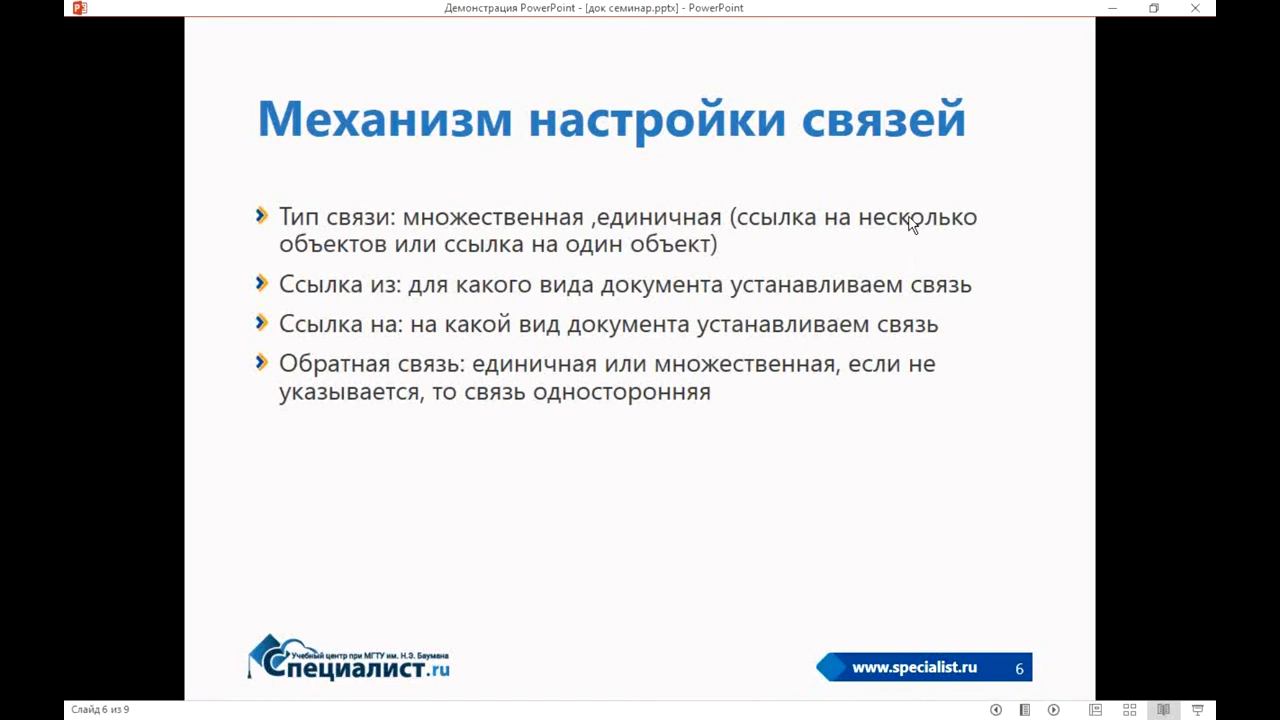 Демонстрация PowerPoint - [док семинар.pptx] - PowerPoint
Механизм настройки связей
Тип связи: множественная ,единичная (ссылка на несколько
объектов или ссылка на один объект)
Ссылка из: для какого вида документа устанавливаем связь
Ссылка на: на какой вид документа устанавливаем связь
Обратная связь: единичная или множественная, если не
указывается, то связь односторонняя
Учебный центр при МГТУ им. Н.Э. Баумана
Специалист.ru
www.specialist.ru 6
Слайд 6 из 9